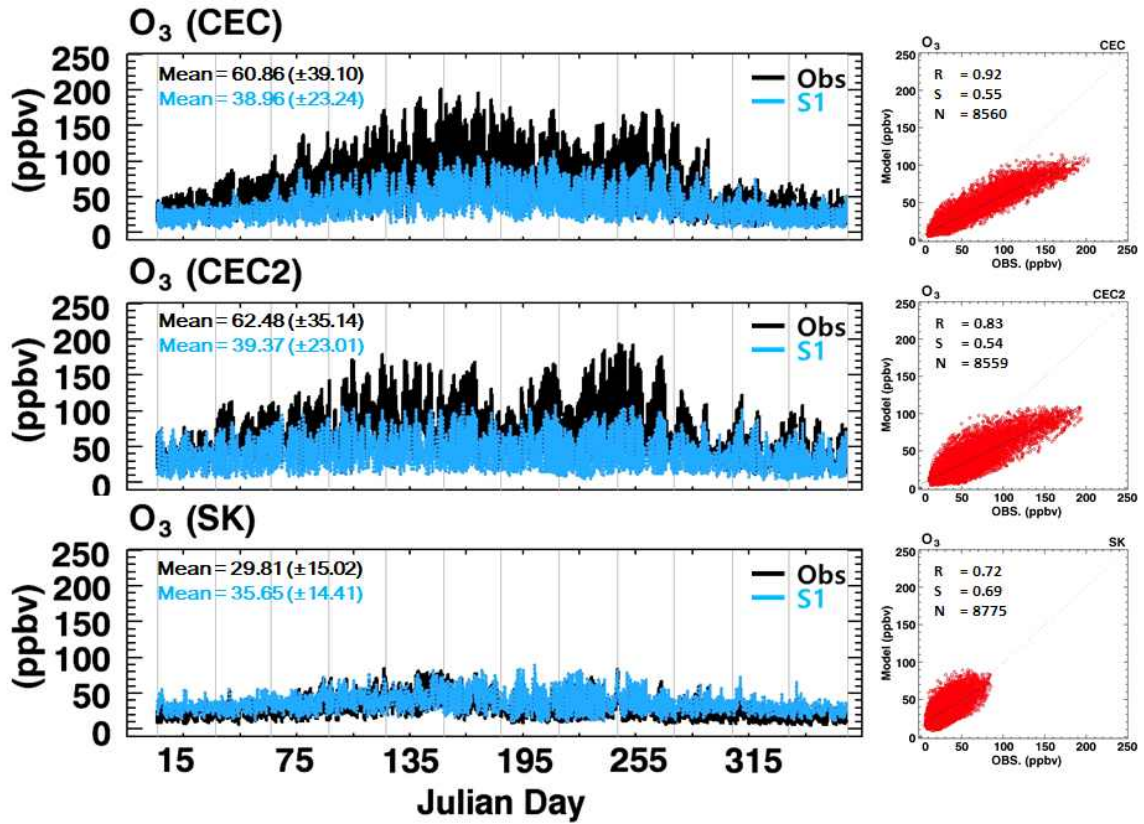 O3 (CEC)
250
200
150
100
50
0
(ppbv)
Mean = 60.86 (±39.10)
Mean = 38.96 (±23.24)
Obs
S1
O3 CEC
R = 0.92
S = 0.55
N = 8560
250
200
150
100
50
0
Model (ppbv)
0 50 100 150 200 250
OBS. (ppbv)
O3 (CEC2)
250
200
150
100
50
0
(ppbv)
Mean = 62.48 (±35.14)
Mean = 39.37 (±23.01)
Obs
S1
O3 CEC2
R = 0.83
S = 0.54
N = 8559
250
200
150
100
50
0
Model (ppbv)
0 50 100 150 200 250
OBS. (ppbv)
O3 (SK)
250
200
150
100
50
0
(ppbv)
Mean = 29.81 (±15.02)
Mean = 35.65 (±14.41)
Obs
S1
15 75 135 195 255 315
Julian Day
O3 SK
R = 0.72
S = 0.69
N = 8775
250
200
150
100
50
0
Model (ppbv)
0 50 100 150 200 250
OBS. (ppbv)